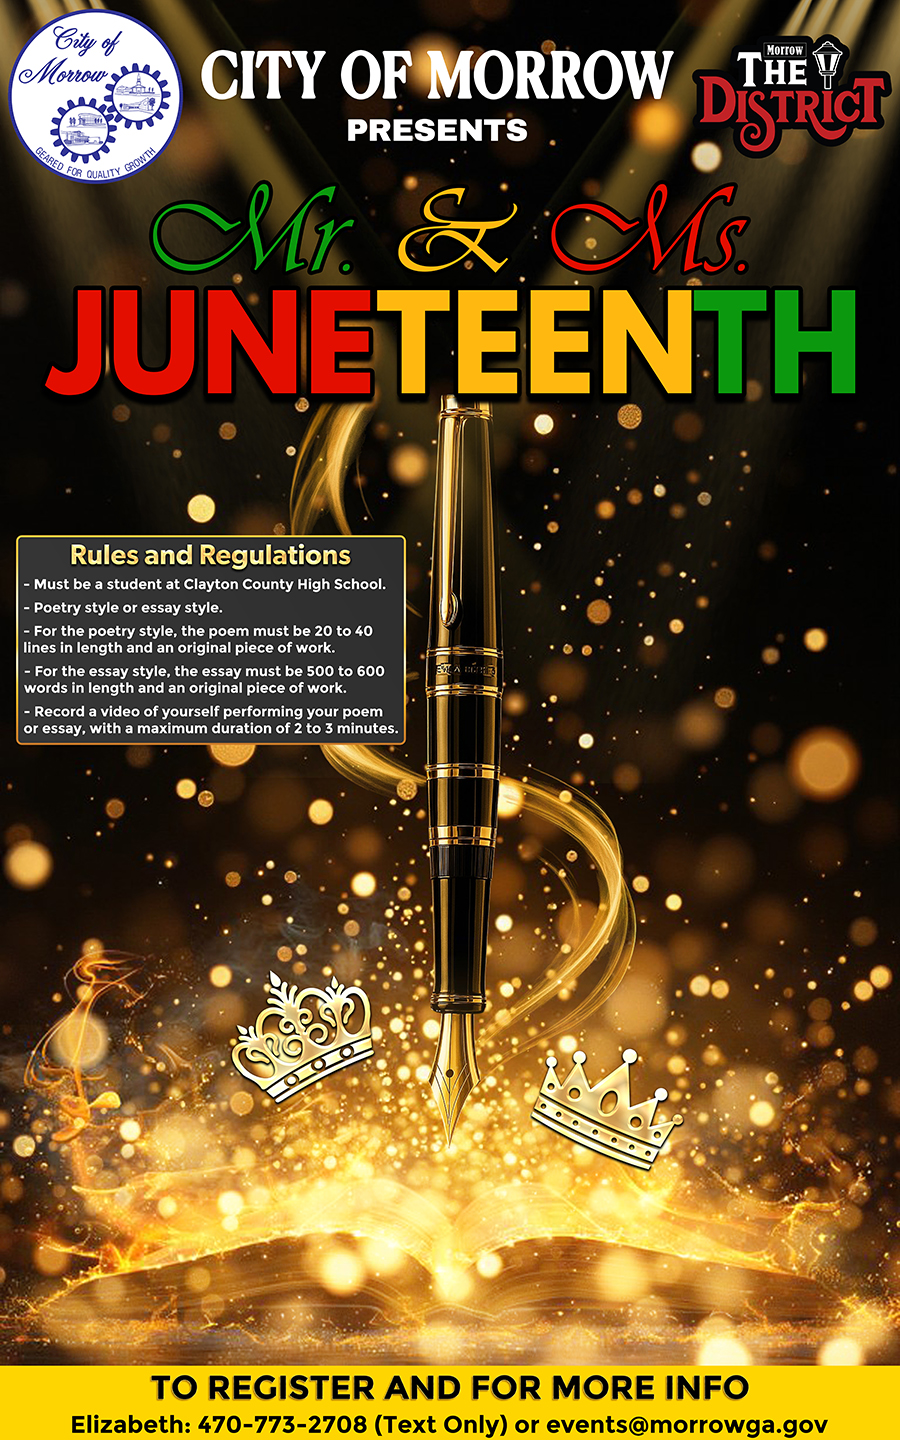 City of
Morrow
GEARED FOR QUALITY GROWTH
CITY OF MORROW
PRESENTS
Morrow
THE
DISTRICT
Mr. & Ms.
JUNETEENTH
Rules and Regulations
- Must be a student at Clayton County High School.
- Poetry style or essay style.
- For the poetry style, the poem must be 20 to 40
lines in length and an original piece of work.
- For the essay style, the essay must be 500 to 600
words in length and an original piece of work.
- Record a video of yourself performing your poem
or essay, with a maximum duration of 2 to 3 minutes.
TO REGISTER AND FOR MORE INFO
Elizabeth: 470-773-2708 (Text Only) or events@morrowga.gov